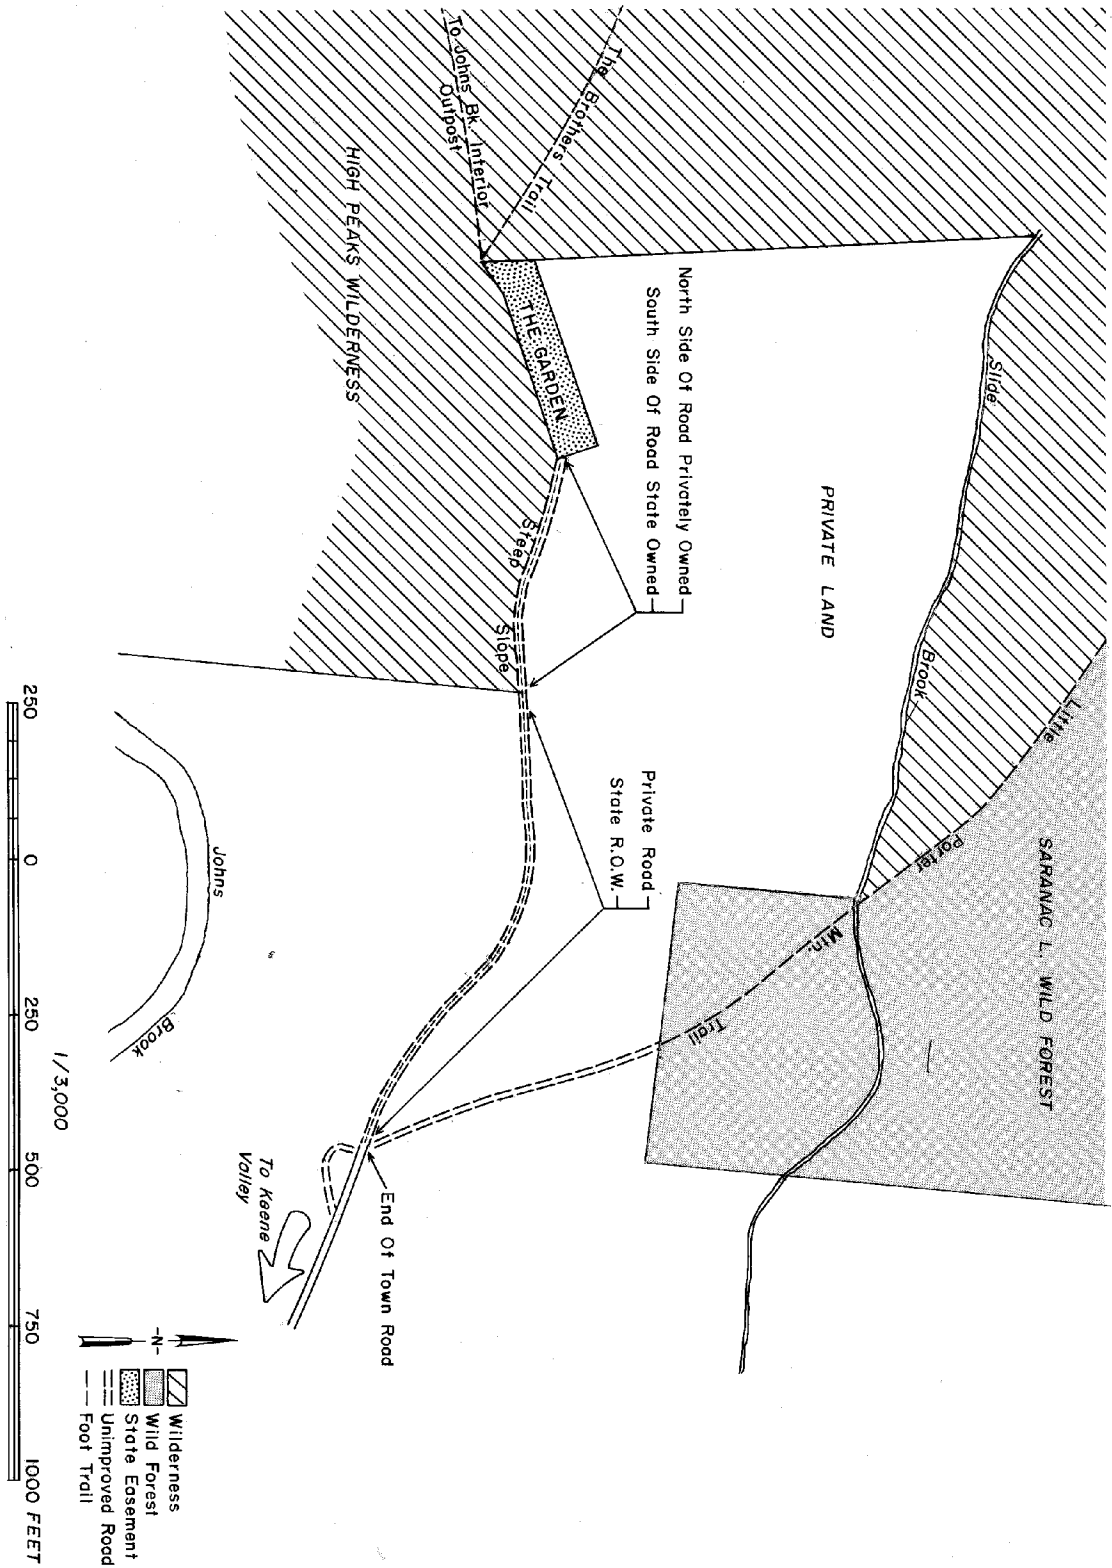 The Brothers Trail
To Johns Bk. Interior
Outpost
HIGH PEAKS WILDERNESS
THE GARDEN
North Side Of Road Privately Owned
South Side Of Road State Owned
PRIVATE LAND
Slide
Brook
Steep
Slope
Little
Porter
Mtn.
Trail
SARANAC L. WILD FOREST
Private Road
State R.O.W.
Johns
Brook
End Of Town Road
To Keene
Valley
-N-
Wilderness
Wild Forest
State Easement
Unimproved Road
Foot Trail
250 0 250 500 750 1000 FEET
1/3,000